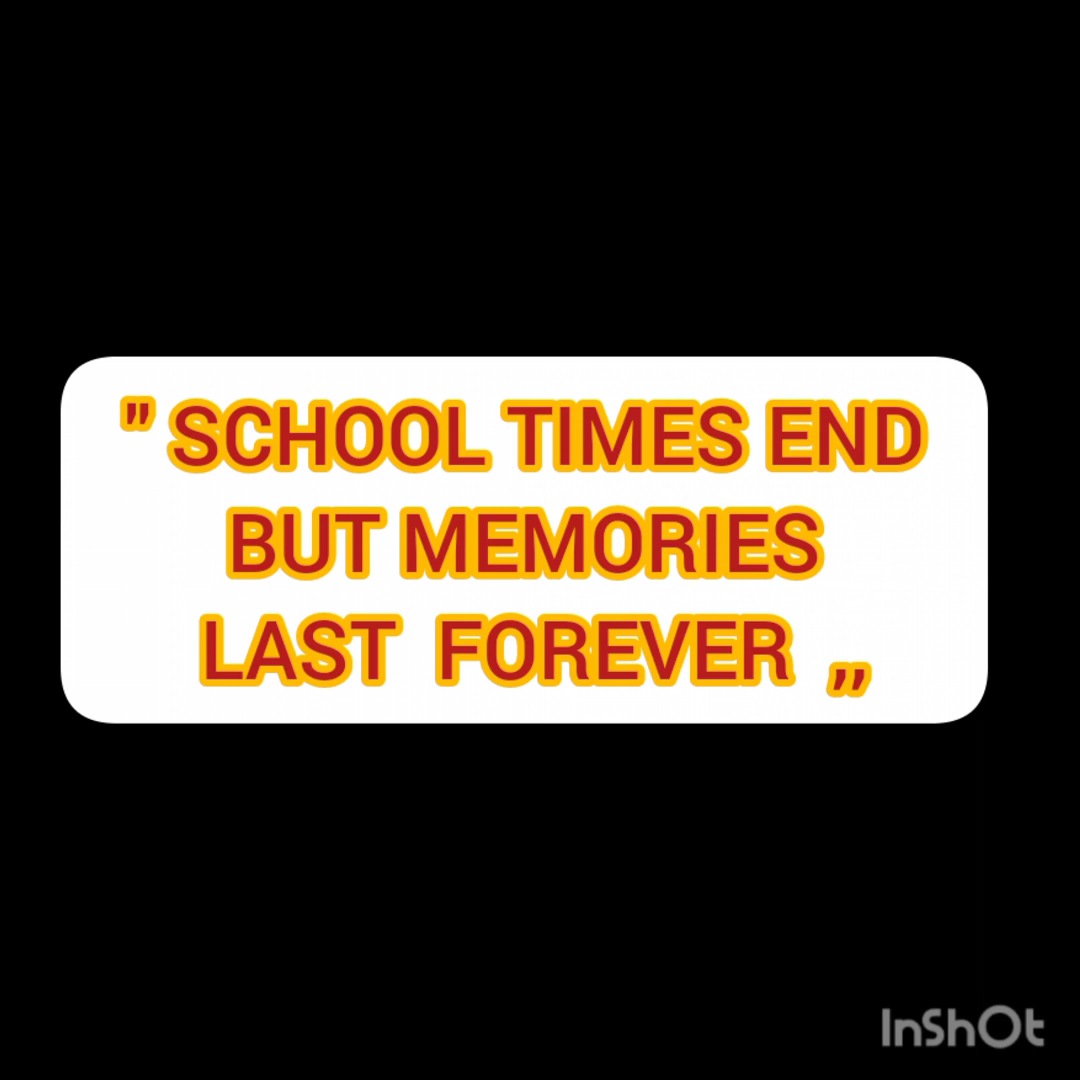 " SCHOOL TIMES END
BUT MEMORIES
LAST FOREVER ,,
InShOt